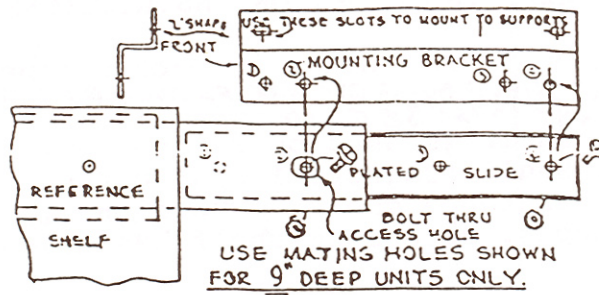 "Z" SHAPE
USE THESE SLOTS TO MOUNT TO SUPPORTS
FRONT
MOUNTING BRACKET
PLATED SLIDE
REFERENCE
BOLT THRU
ACCESS HOLE
SHELF
USE MATING HOLES SHOWN
FOR 9" DEEP UNITS ONLY.